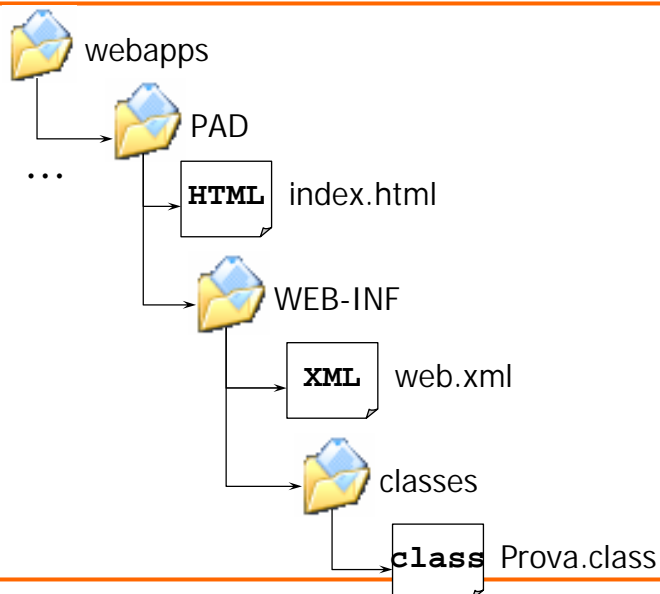 webapps
PAD
...
HTML index.html
WEB-INF
XML web.xml
classes
class Prova.class